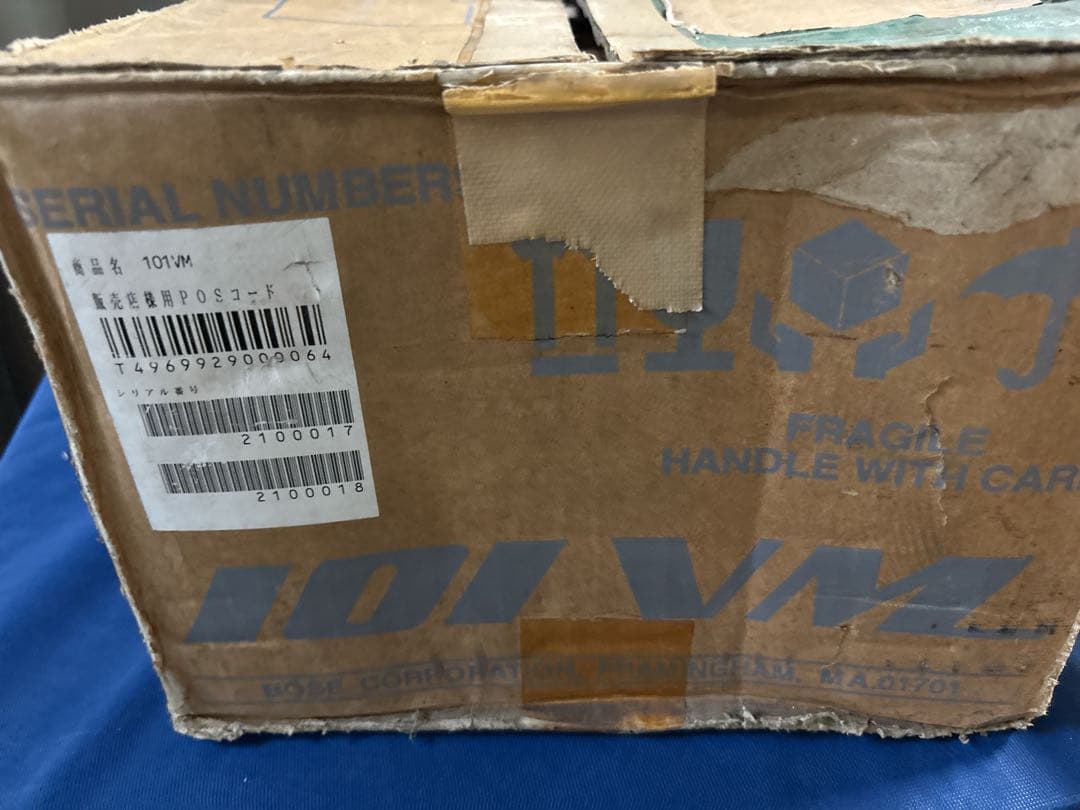 SERIAL NUMBERS
商品名 101VM
販売店様用POSコード
T4969929009064
シリアル番号
2100017
2100018
FRAGILE
HANDLE WITH CAR
101VM
BOSE CORPORATION, FRAMINGHAM, MA.01701